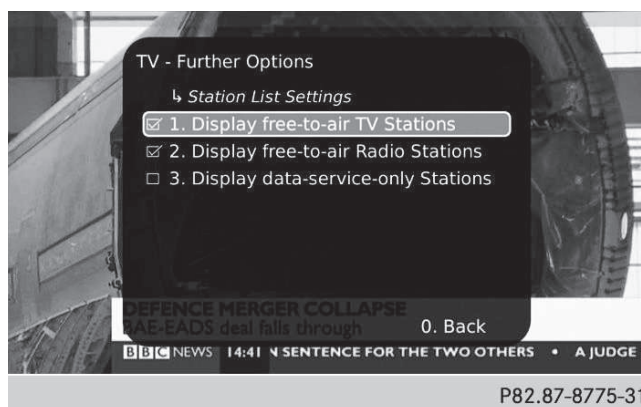 TV - Further Options
↳ Station List Settings
☑ 1. Display free-to-air TV Stations
☑ 2. Display free-to-air Radio Stations
☐ 3. Display data-service-only Stations
DEFENCE MERGER COLLAPSE
BAE-EADS deal falls through
0. Back
BBC NEWS 14:41 N SENTENCE FOR THE TWO OTHERS • A JUDGE
P82.87-8775-31